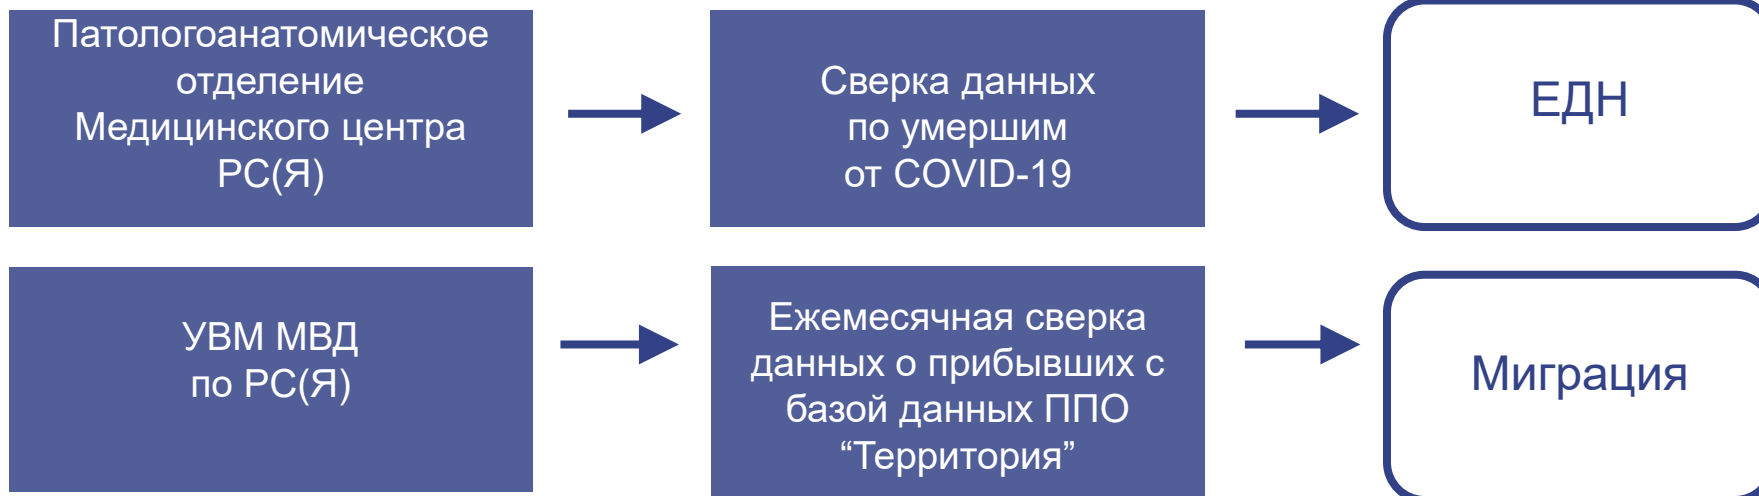 Патологоанатомическое
отделение
Медицинского центра
РС(Я)
Сверка данных
по умершим
от COVID-19
ЕДН
УВМ МВД
по РС(Я)
Ежемесячная сверка
данных о прибывших с
базой данных ППО
“Территория”
Миграция